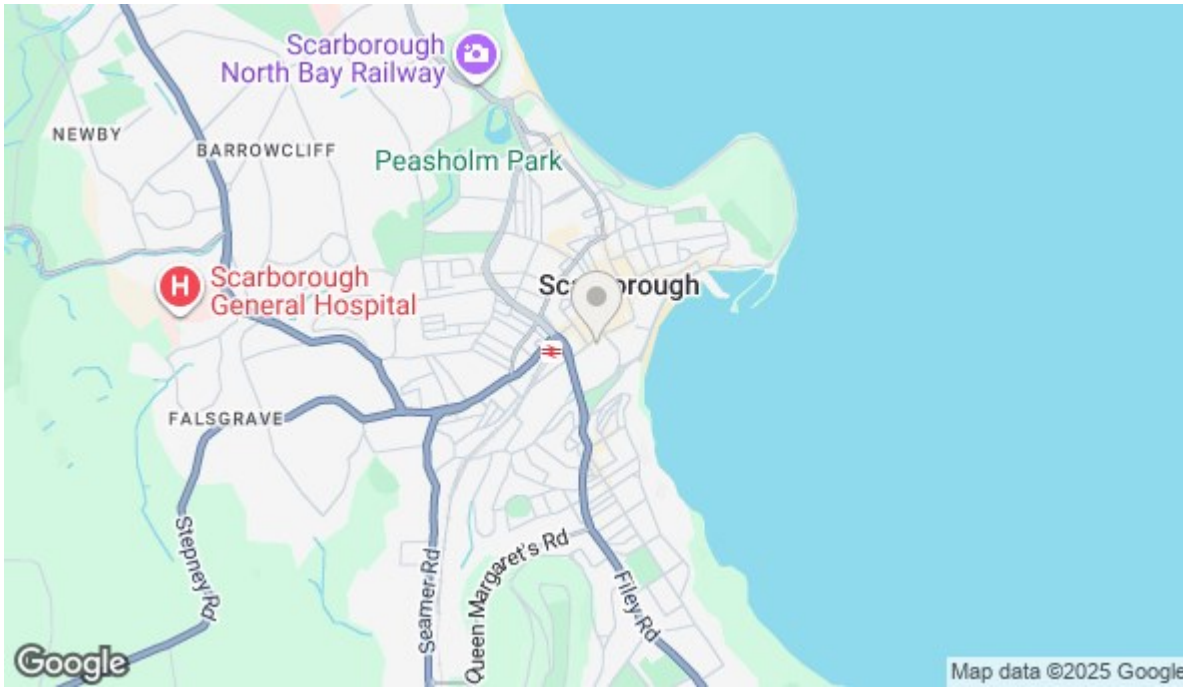 Scarborough
North Bay Railway
NEWBY
BARROWCLIFF
Peasholm Park
Scarborough
General Hospital
H
Scarborough
FALSGRAVE
Stepney Rd
Seamer Rd
Queen Margaret's Rd
Filey Rd
Google
Map data ©2025 Google